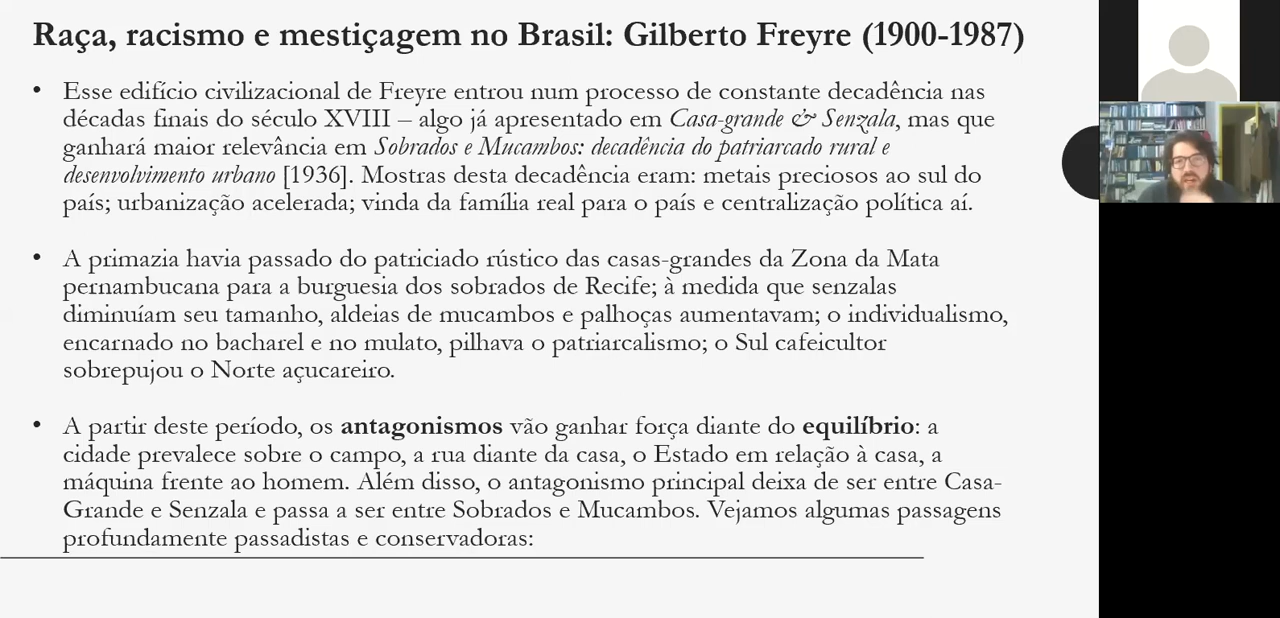 Raça, racismo e mestiçagem no Brasil: Gilberto Freyre (1900-1987)
• Esse edifício civilizacional de Freyre entrou num processo de constante decadência nas
décadas finais do século XVIII – algo já apresentado em Casa-grande & Senzala, mas que
ganhará maior relevância em Sobrados e Mucambos: decadência do patriarcado rural e
desenvolvimento urbano [1936]. Mostras desta decadência eram: metais preciosos ao sul do
país; urbanização acelerada; vinda da família real para o país e centralização política aí.
• A primazia havia passado do patriciado rústico das casas-grandes da Zona da Mata
pernambucana para a burguesia dos sobrados de Recife; à medida que senzalas
diminuíam seu tamanho, aldeias de mucambos e palhoças aumentavam; o individualismo,
encarnado no bacharel e no mulato, pilhava o patriarcalismo; o Sul cafeicultor
sobrepujou o Norte açucareiro.
• A partir deste período, os antagonismos vão ganhar força diante do equilíbrio: a
cidade prevalece sobre o campo, a rua diante da casa, o Estado em relação à casa, a
máquina frente ao homem. Além disso, o antagonismo principal deixa de ser entre Casa-
Grande e Senzala e passa a ser entre Sobrados e Mucambos. Vejamos algumas passagens
profundamente passadistas e conservadoras: